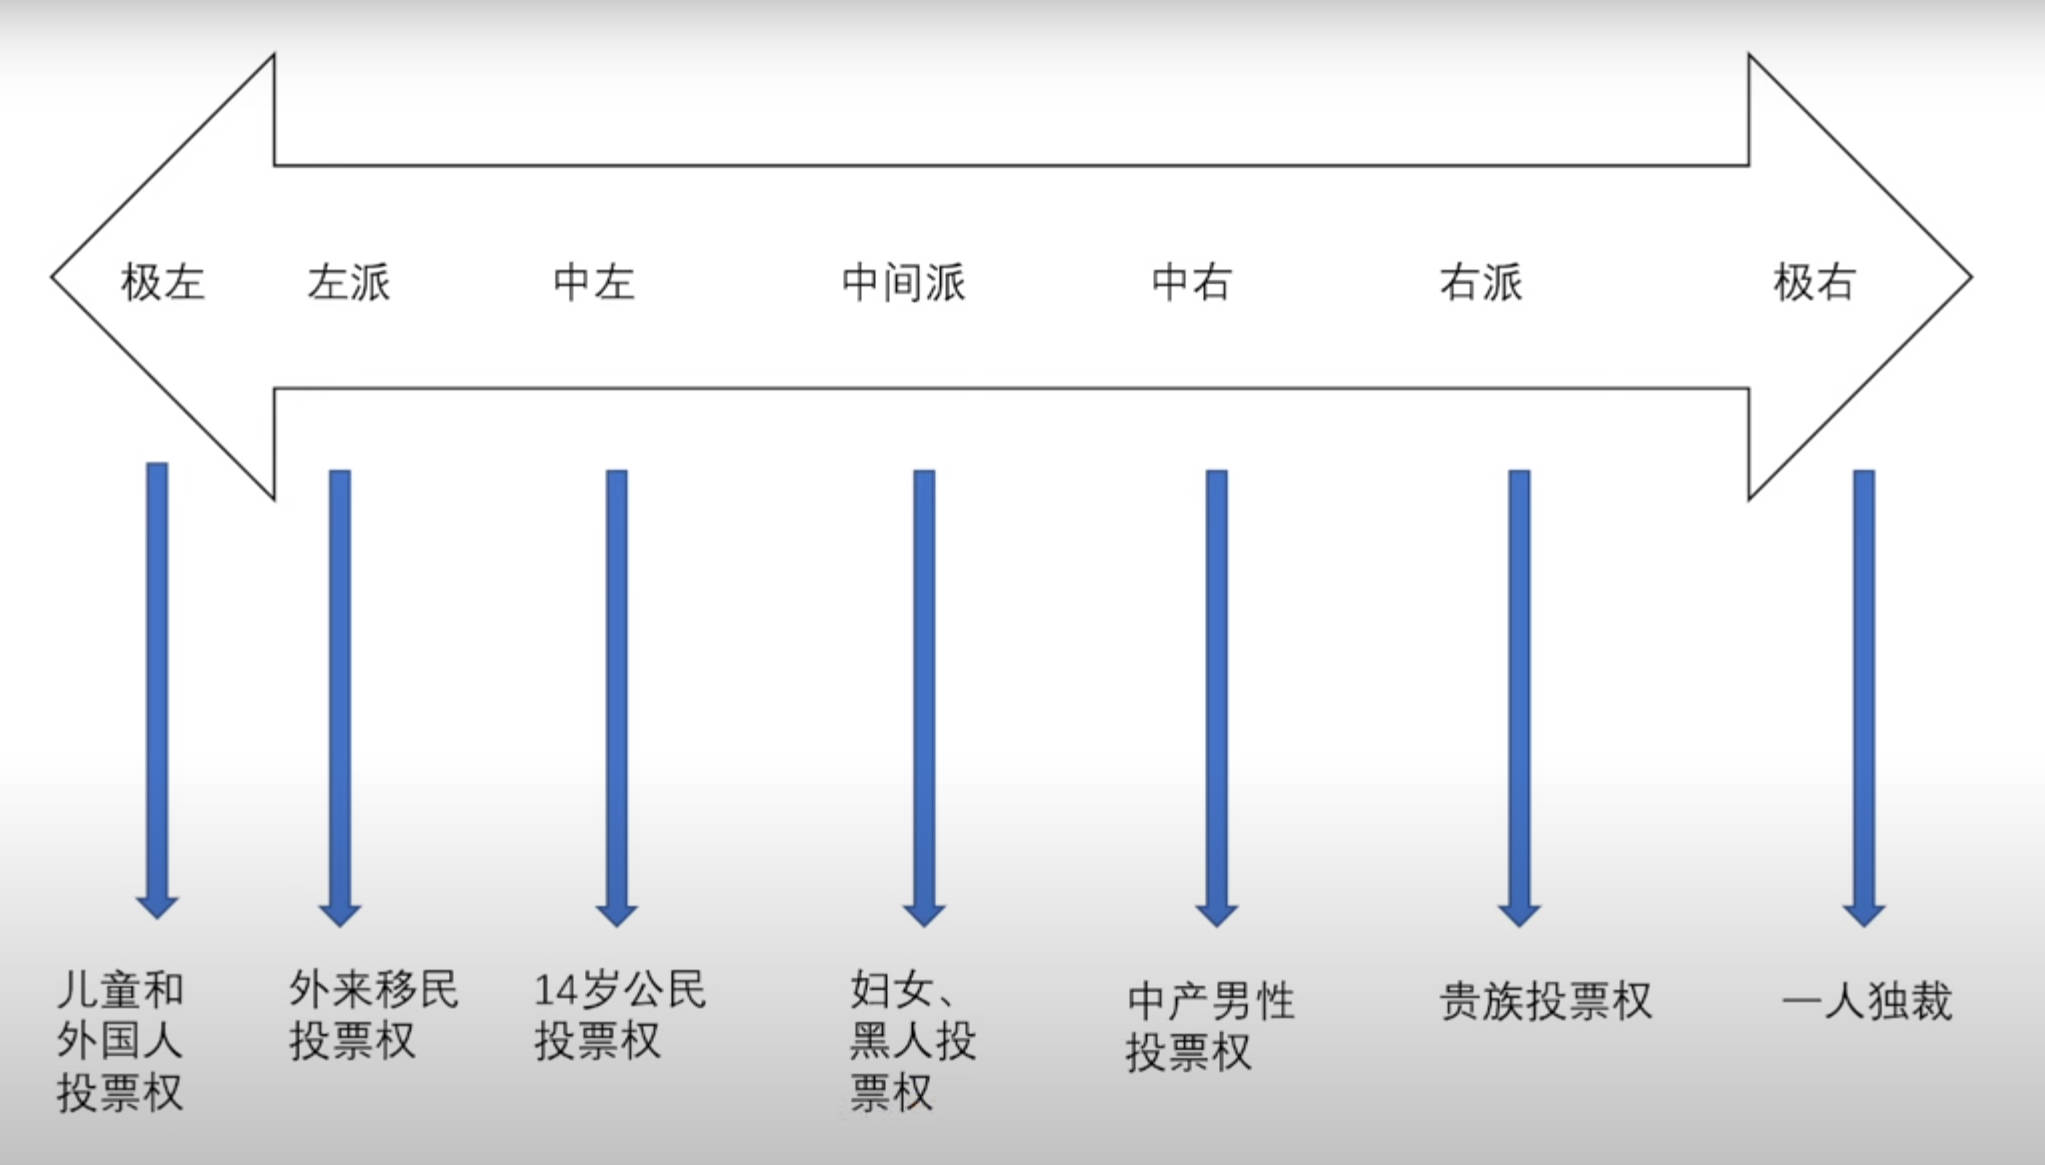 极左
左派
中左
中间派
中右
右派
极右
儿童和
外国人
投票权
外来移民
投票权
14岁公民
投票权
妇女、
黑人投
票权
中产男性
投票权
贵族投票权
一人独裁